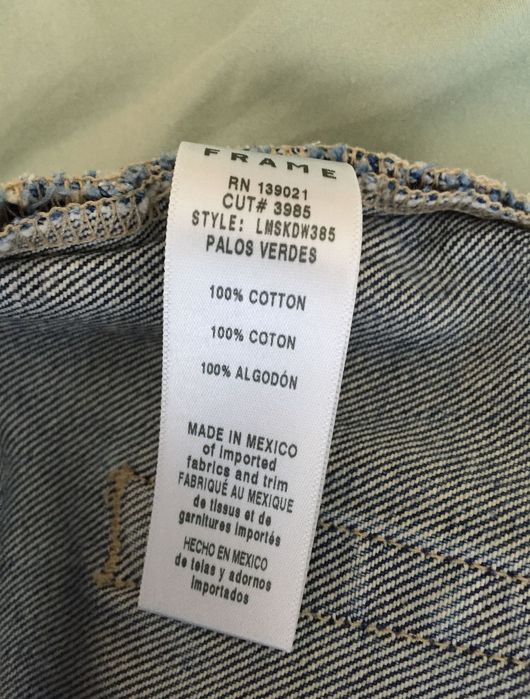 FRAME
RN 139021
CUT# 3985
STYLE: LMSKDW385
PALOS VERDES
100% COTTON
100% COTON
100% ALGODÓN
MADE IN MEXICO
of imported
fabrics and trim
FABRIQUÉ AU MEXIQUE
de tissus et de
garnitures importés
HECHO EN MEXICO
de telas y adornos
importados